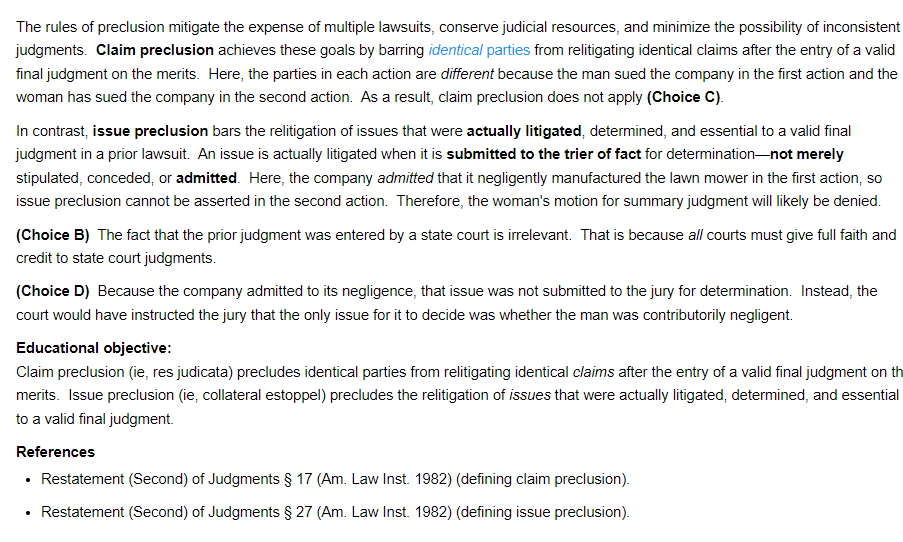 The rules of preclusion mitigate the expense of multiple lawsuits, conserve judicial resources, and minimize the possibility of inconsistent
judgments.  Claim preclusion achieves these goals by barring identical parties from relitigating identical claims after the entry of a valid
final judgment on the merits.  Here, the parties in each action are different because the man sued the company in the first action and the
woman has sued the company in the second action.  As a result, claim preclusion does not apply (Choice C).
In contrast, issue preclusion bars the relitigation of issues that were actually litigated, determined, and essential to a valid final
judgment in a prior lawsuit.  An issue is actually litigated when it is submitted to the trier of fact for determination—not merely
stipulated, conceded, or admitted.  Here, the company admitted that it negligently manufactured the lawn mower in the first action, so
issue preclusion cannot be asserted in the second action.  Therefore, the woman's motion for summary judgment will likely be denied.
(Choice B)  The fact that the prior judgment was entered by a state court is irrelevant.  That is because all courts must give full faith and
credit to state court judgments.
(Choice D)  Because the company admitted to its negligence, that issue was not submitted to the jury for determination.  Instead, the
court would have instructed the jury that the only issue for it to decide was whether the man was contributorily negligent.
Educational objective:
Claim preclusion (ie, res judicata) precludes identical parties from relitigating identical claims after the entry of a valid final judgment on th
merits.  Issue preclusion (ie, collateral estoppel) precludes the relitigation of issues that were actually litigated, determined, and essential
to a valid final judgment.
References
• Restatement (Second) of Judgments § 17 (Am. Law Inst. 1982) (defining claim preclusion).
• Restatement (Second) of Judgments § 27 (Am. Law Inst. 1982) (defining issue preclusion).